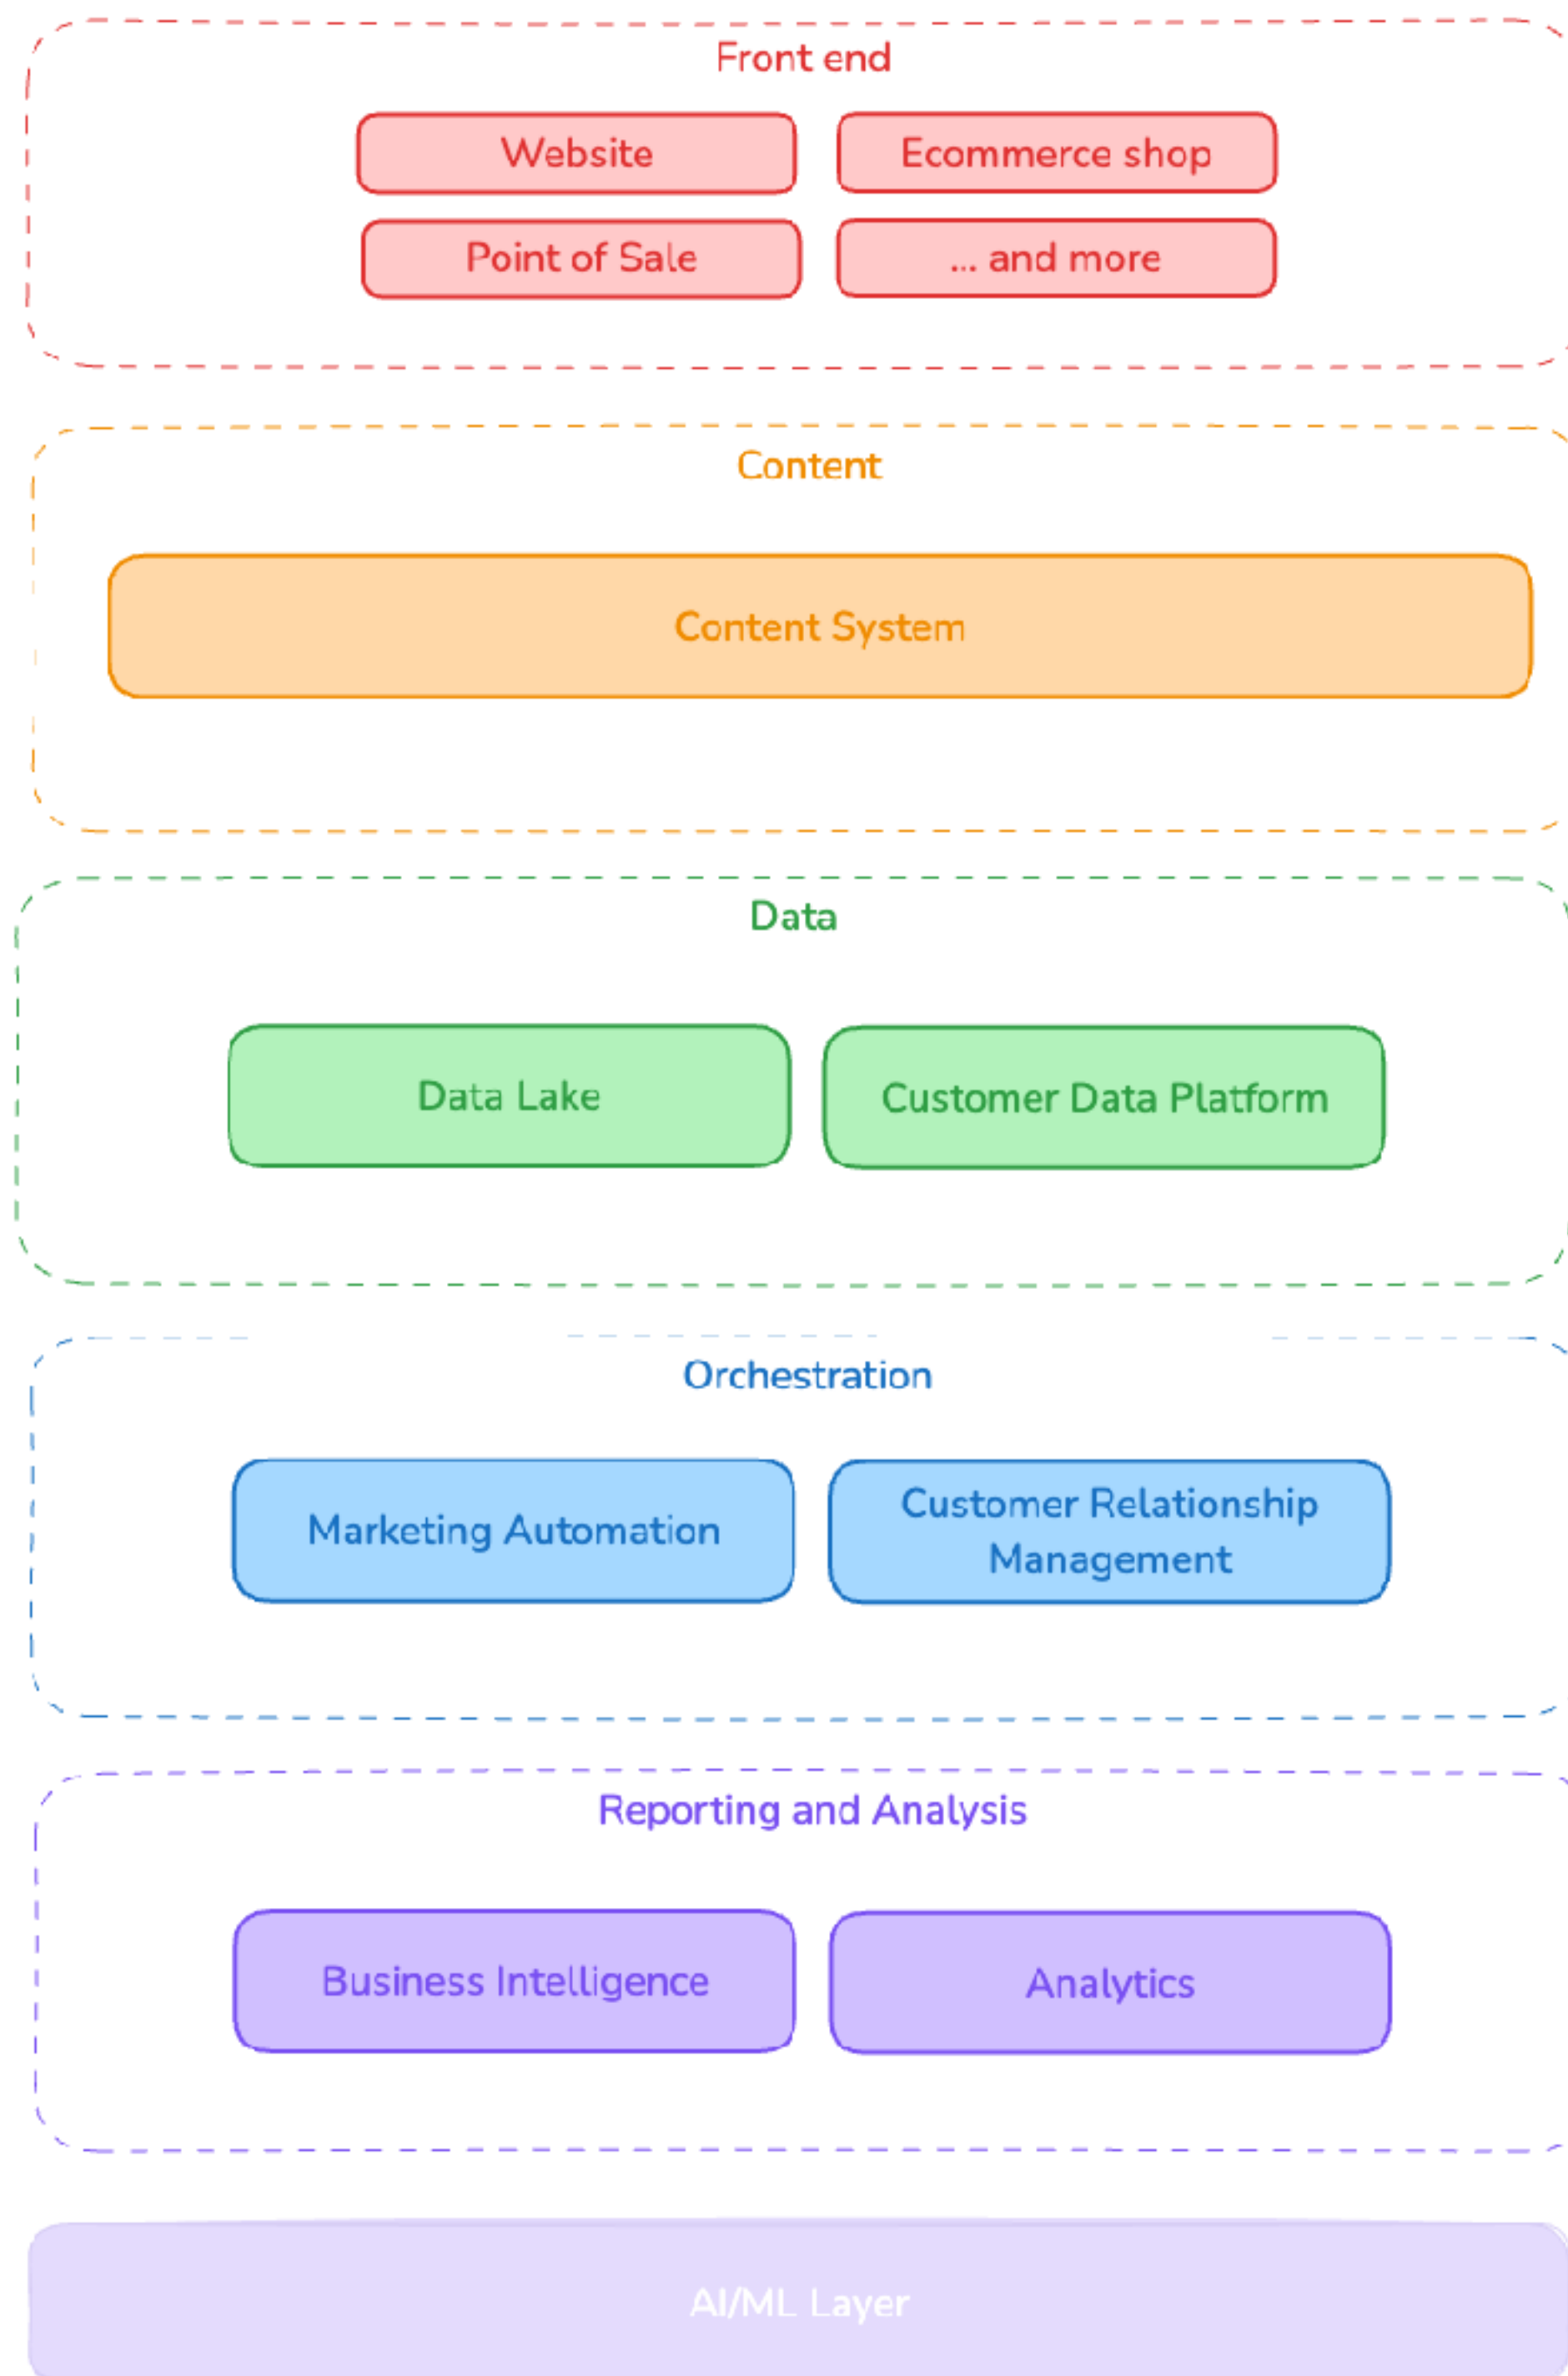 Front end
Website
Ecommerce shop
Point of Sale
... and more
Content
Content System
Data
Data Lake
Customer Data Platform
Orchestration
Marketing Automation
Customer Relationship
Management
Reporting and Analysis
Business Intelligence
Analytics
AI/ML Layer